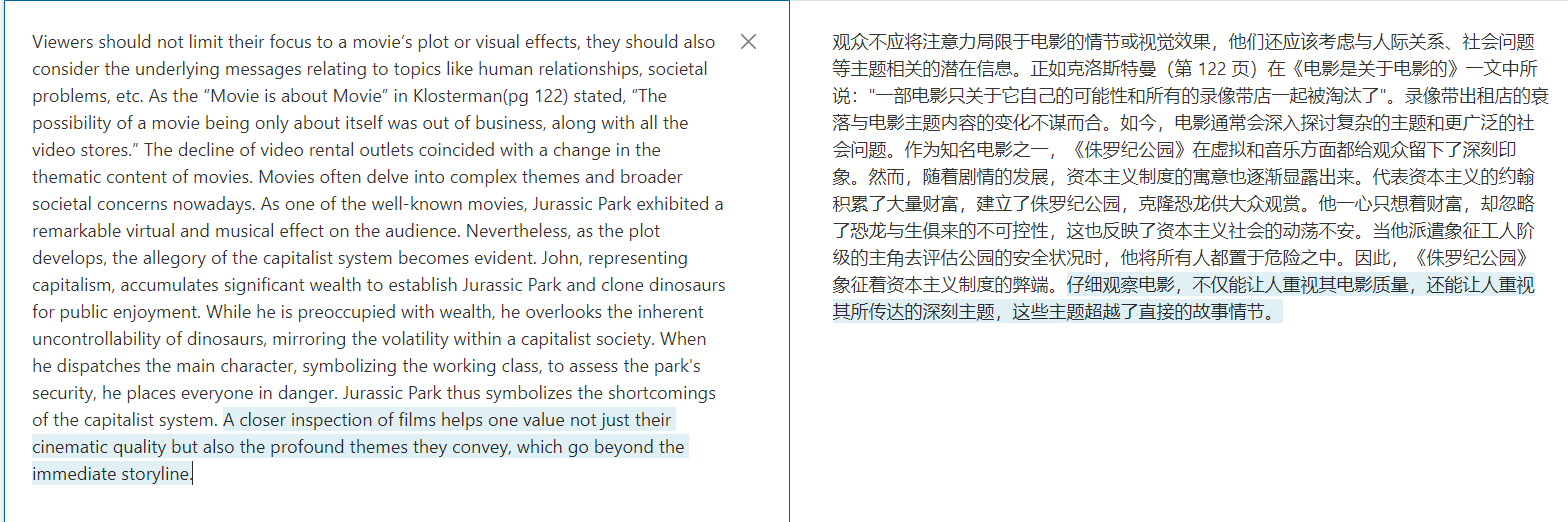 Viewers should not limit their focus to a movie’s plot or visual effects, they should also
consider the underlying messages relating to topics like human relationships, societal
problems, etc. As the “Movie is about Movie” in Klosterman(pg 122) stated, “The
possibility of a movie being only about itself was out of business, along with all the
video stores.” The decline of video rental outlets coincided with a change in the
thematic content of movies. Movies often delve into complex themes and broader
societal concerns nowadays. As one of the well-known movies, Jurassic Park exhibited a
remarkable virtual and musical effect on the audience. Nevertheless, as the plot
develops, the allegory of the capitalist system becomes evident. John, representing
capitalism, accumulates significant wealth to establish Jurassic Park and clone dinosaurs
for public enjoyment. While he is preoccupied with wealth, he overlooks the inherent
uncontrollability of dinosaurs, mirroring the volatility within a capitalist society. When
he dispatches the main character, symbolizing the working class, to assess the park's
security, he places everyone in danger. Jurassic Park thus symbolizes the shortcomings
of the capitalist system. A closer inspection of films helps one value not just their
cinematic quality but also the profound themes they convey, which go beyond the
immediate storyline.
观众不应将注意力局限于电影的情节或视觉效果，他们还应该考虑与人际关系、社会问题
等主题相关的潜在信息。正如克洛斯特曼（第 122 页）在《电影是关于电影的》一文中所
说："一部电影只关于它自己的可能性和所有的录像带店一起被淘汰了"。录像带出租店的衰
落与电影主题内容的变化不谋而合。如今，电影通常会深入探讨复杂的主题和更广泛的社
会问题。作为知名电影之一，《侏罗纪公园》在虚拟和音乐方面都给观众留下了深刻印
象。然而，随着剧情的发展，资本主义制度的寓意也逐渐显露出来。代表资本主义的约翰
积累了大量财富，建立了侏罗纪公园，克隆恐龙供大众观赏。他一心只想着财富，却忽略
了恐龙与生俱来的不可控性，这也反映了资本主义社会的动荡不安。当他派遣象征工人阶
级的主角去评估公园的安全状况时，他将所有人都置于危险之中。因此，《侏罗纪公园》
象征着资本主义制度的弊端。仔细观察电影，不仅能让人重视其电影质量，还能让人重视
其所传达的深刻主题，这些主题超越了直接的故事情节。